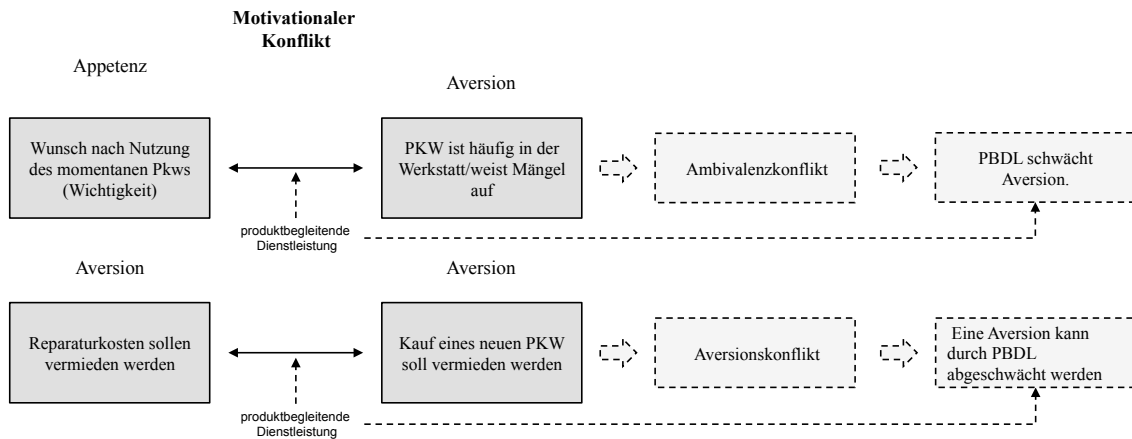 Motivationaler
Konflikt
Appetenz
Aversion
Wunsch nach Nutzung
des momentanen Pkws
(Wichtigkeit)
PKW ist häufig in der
Werkstatt/weist Mängel
auf
Ambivalenzkonflikt
PBDL schwächt
Aversion.
produktbegleitende
Dienstleistung
Aversion
Aversion
Reparaturkosten sollen
vermieden werden
Kauf eines neuen PKW
soll vermieden werden
Aversionskonflikt
Eine Aversion kann
durch PBDL
abgeschwächt werden
produktbegleitende
Dienstleistung